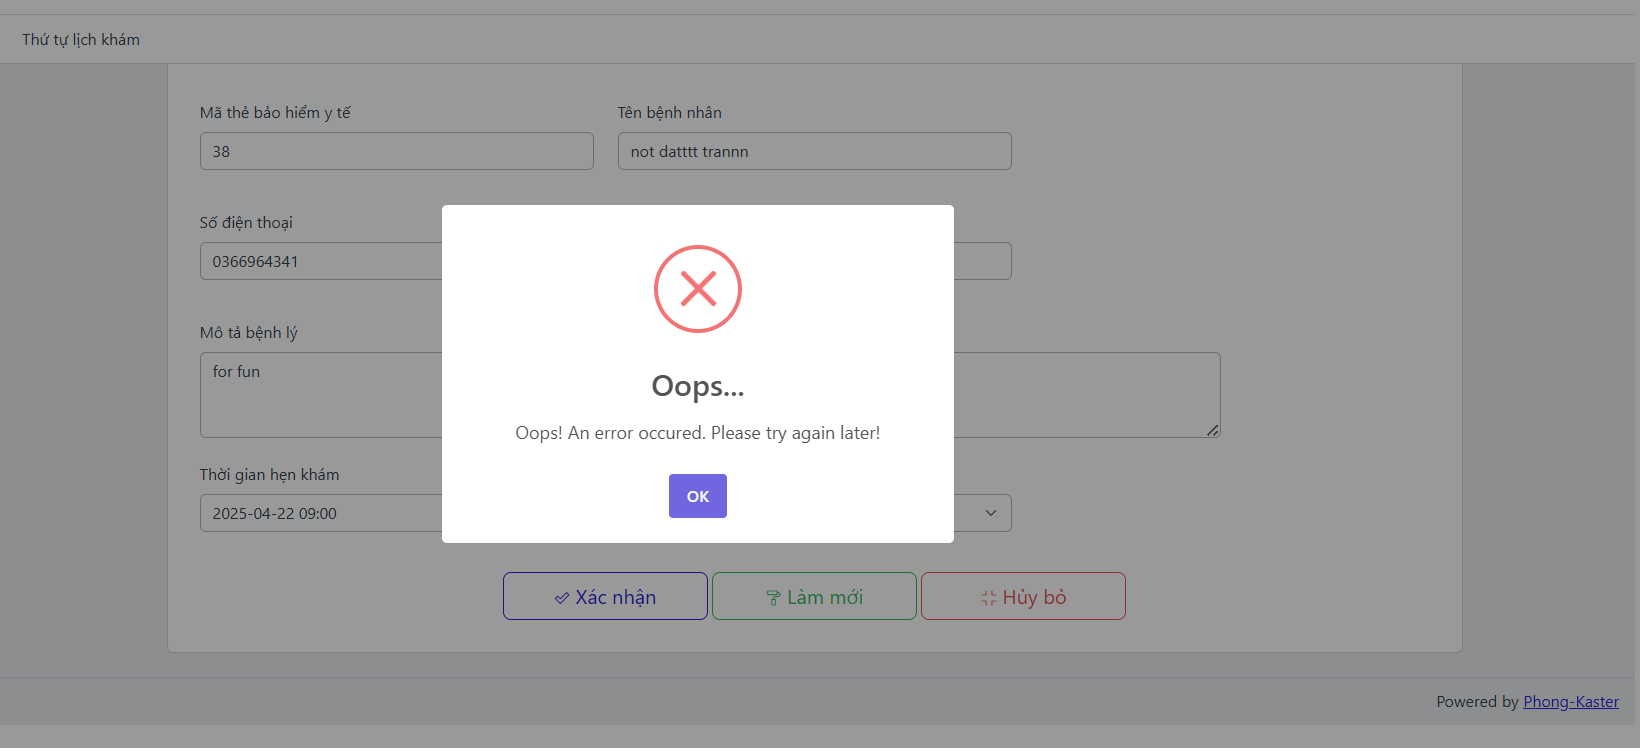 Thứ tự lịch khám
Mã thẻ bảo hiểm y tế
Tên bệnh nhân
38
not datttt trannn
Số điện thoại
0366964341
Mô tả bệnh lý
for fun
Oops...
Oops! An error occured. Please try again later!
OK
Thời gian hẹn khám
2025-04-22 09:00
Xác nhận
Làm mới
Hủy bỏ
Powered by Phong-Kaster